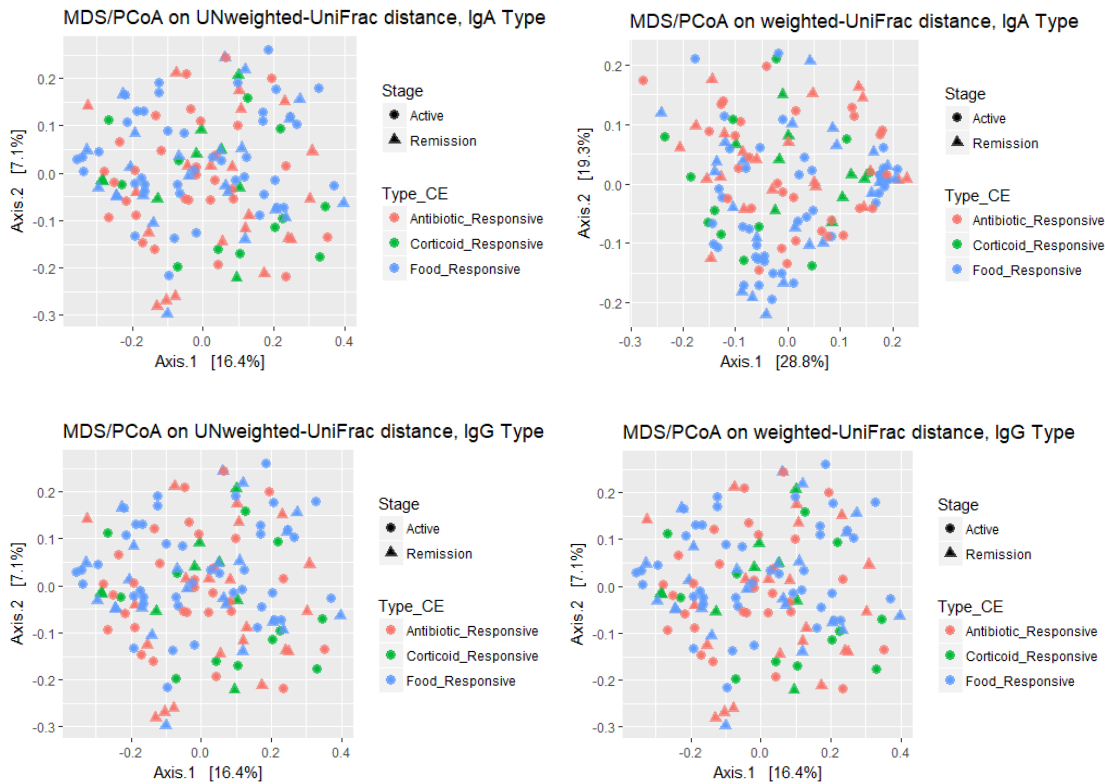 MDS/PCoA on UNweighted-UniFrac distance, IgA Type
Axis.2 [7.1%]
0.2
0.1
0.0
-0.1
-0.2
-0.3
-0.2 0.0 0.2 0.4
Axis.1 [16.4%]
Stage
Active
Remission
Type_CE
Antibiotic_Responsive
Corticoid_Responsive
Food_Responsive
MDS/PCoA on weighted-UniFrac distance, IgA Type
Axis.2 [19.3%]
0.2
0.1
0.0
-0.1
-0.2
-0.3 -0.2 -0.1 0.0 0.1 0.2
Axis.1 [28.8%]
Stage
Active
Remission
Type_CE
Antibiotic_Responsive
Corticoid_Responsive
Food_Responsive
MDS/PCoA on UNweighted-UniFrac distance, IgG Type
Axis.2 [7.1%]
0.2
0.1
0.0
-0.1
-0.2
-0.3
-0.2 0.0 0.2 0.4
Axis.1 [16.4%]
Stage
Active
Remission
Type_CE
Antibiotic_Responsive
Corticoid_Responsive
Food_Responsive
MDS/PCoA on weighted-UniFrac distance, IgG Type
Axis.2 [7.1%]
0.2
0.1
0.0
-0.1
-0.2
-0.3
-0.2 0.0 0.2 0.4
Axis.1 [16.4%]
Stage
Active
Remission
Type_CE
Antibiotic_Responsive
Corticoid_Responsive
Food_Responsive